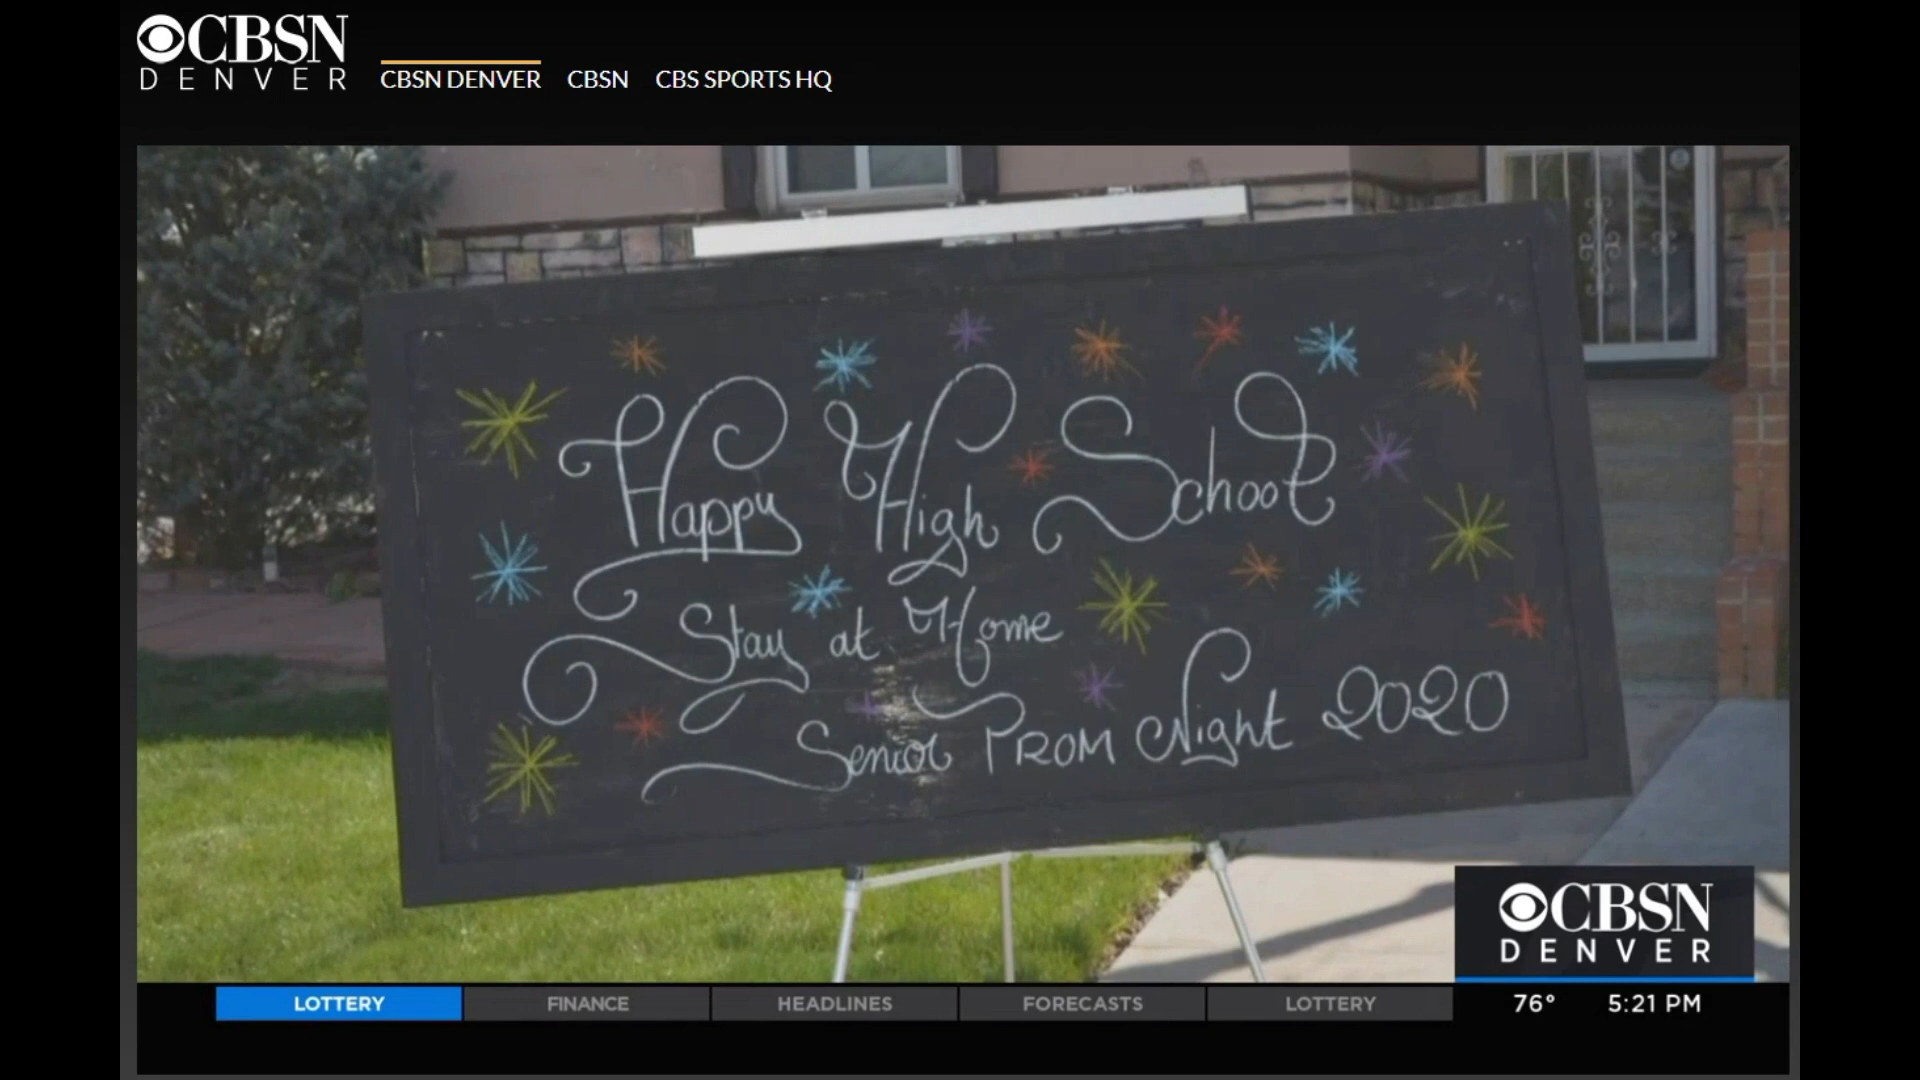 CBSN
DENVER
CBSN DENVER CBSN CBS SPORTS HQ
Happy High School
Stay at Home
Senior PROM Night 2020
CBSN
DENVER
LOTTERY FINANCE HEADLINES FORECASTS LOTTERY 76° 5:21 PM